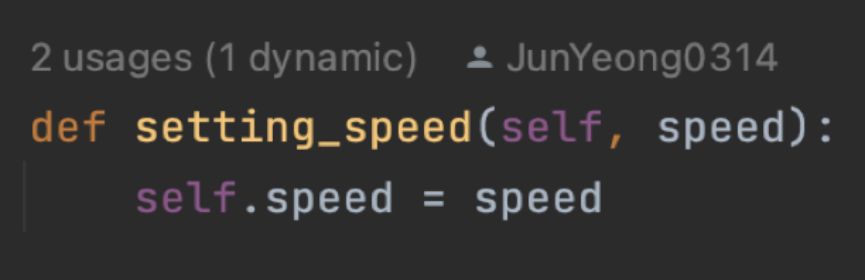 2 usages (1 dynamic) JunYeong0314
def setting_speed(self, speed):
    self.speed = speed